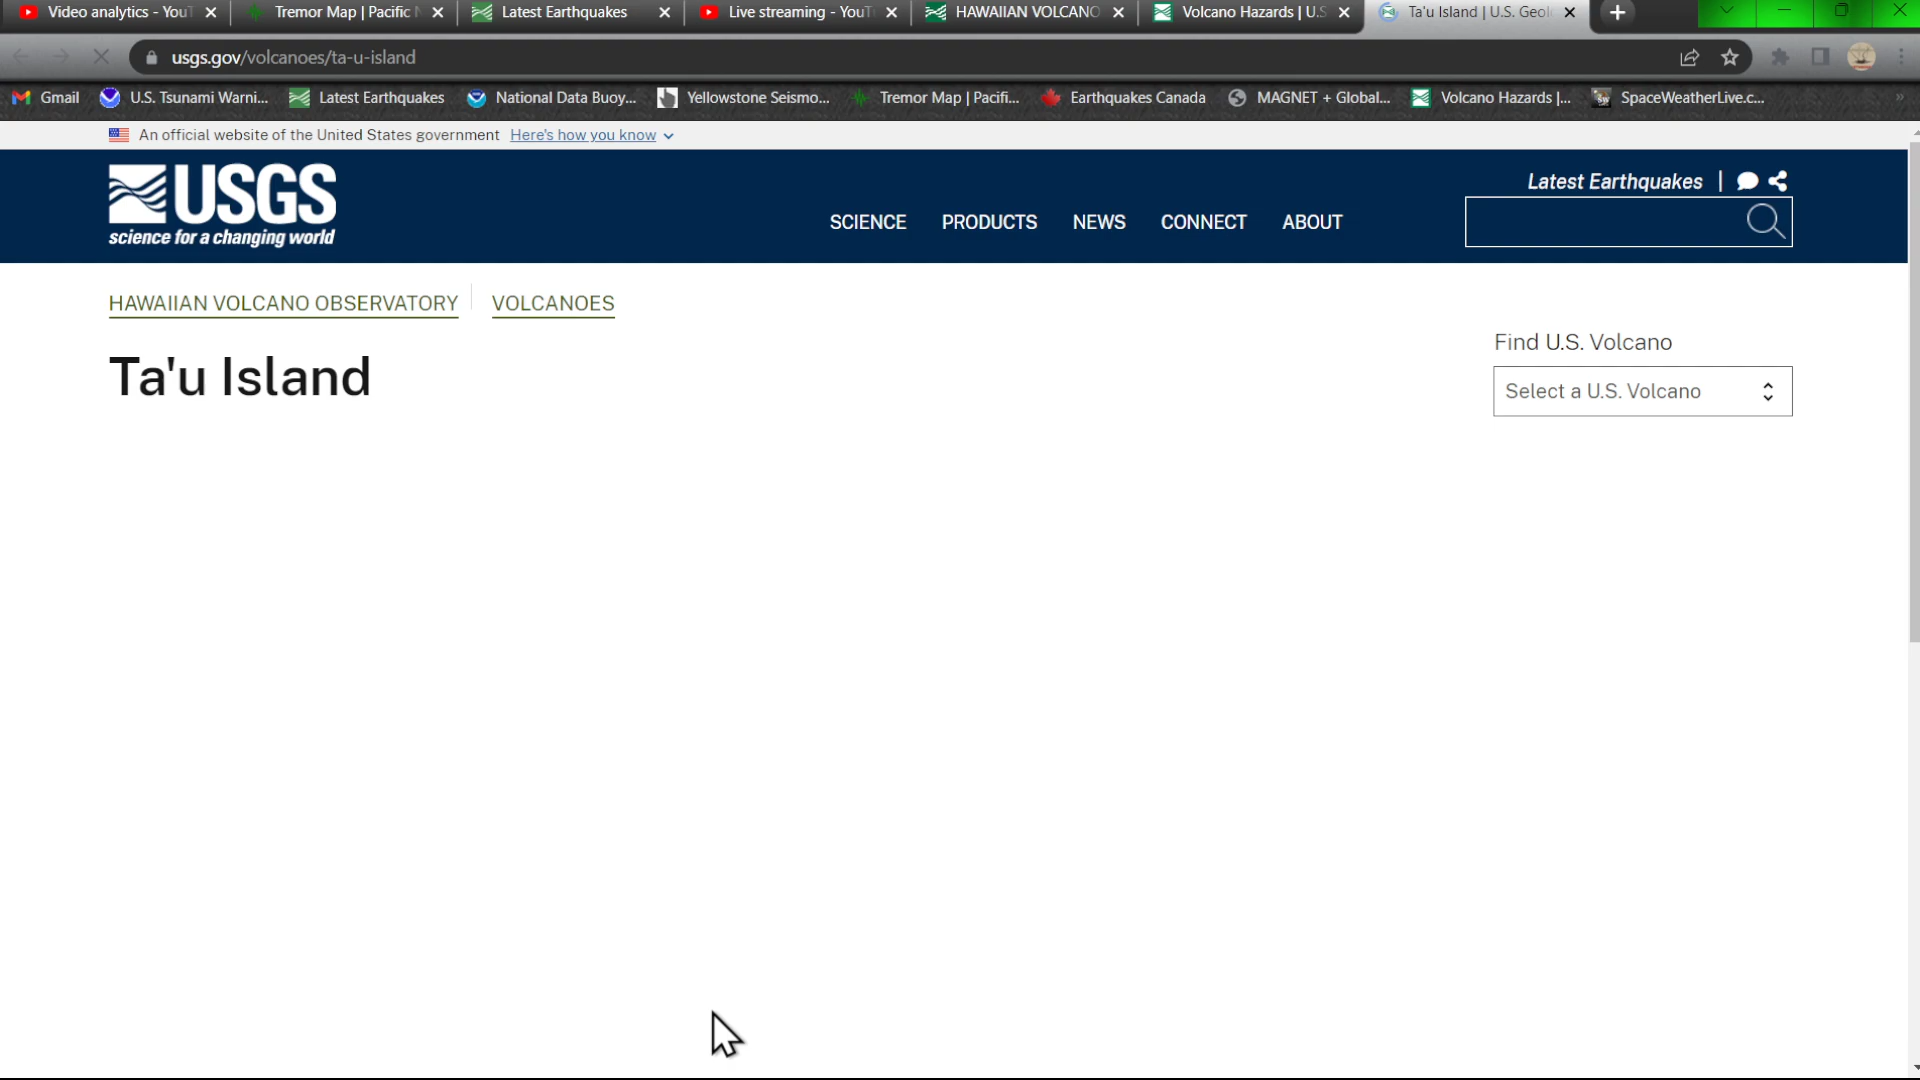 Video analytics - YouT
Tremor Map | Pacific N
Latest Earthquakes
Live streaming - YouTu
HAWAIIAN VOLCANO
Volcano Hazards | U.S
Ta'u Island | U.S. Geol
usgs.gov/volcanoes/ta-u-island
Gmail
U.S. Tsunami Warni...
Latest Earthquakes
National Data Buoy...
Yellowstone Seismo...
Tremor Map | Pacifi...
Earthquakes Canada
MAGNET + Global...
Volcano Hazards |...
SpaceWeatherLive.c...
An official website of the United States government Here's how you know
USGS
science for a changing world
SCIENCE PRODUCTS NEWS CONNECT ABOUT
Latest Earthquakes |
HAWAIIAN VOLCANO OBSERVATORY
VOLCANOES
Ta'u Island
Find U.S. Volcano
Select a U.S. Volcano